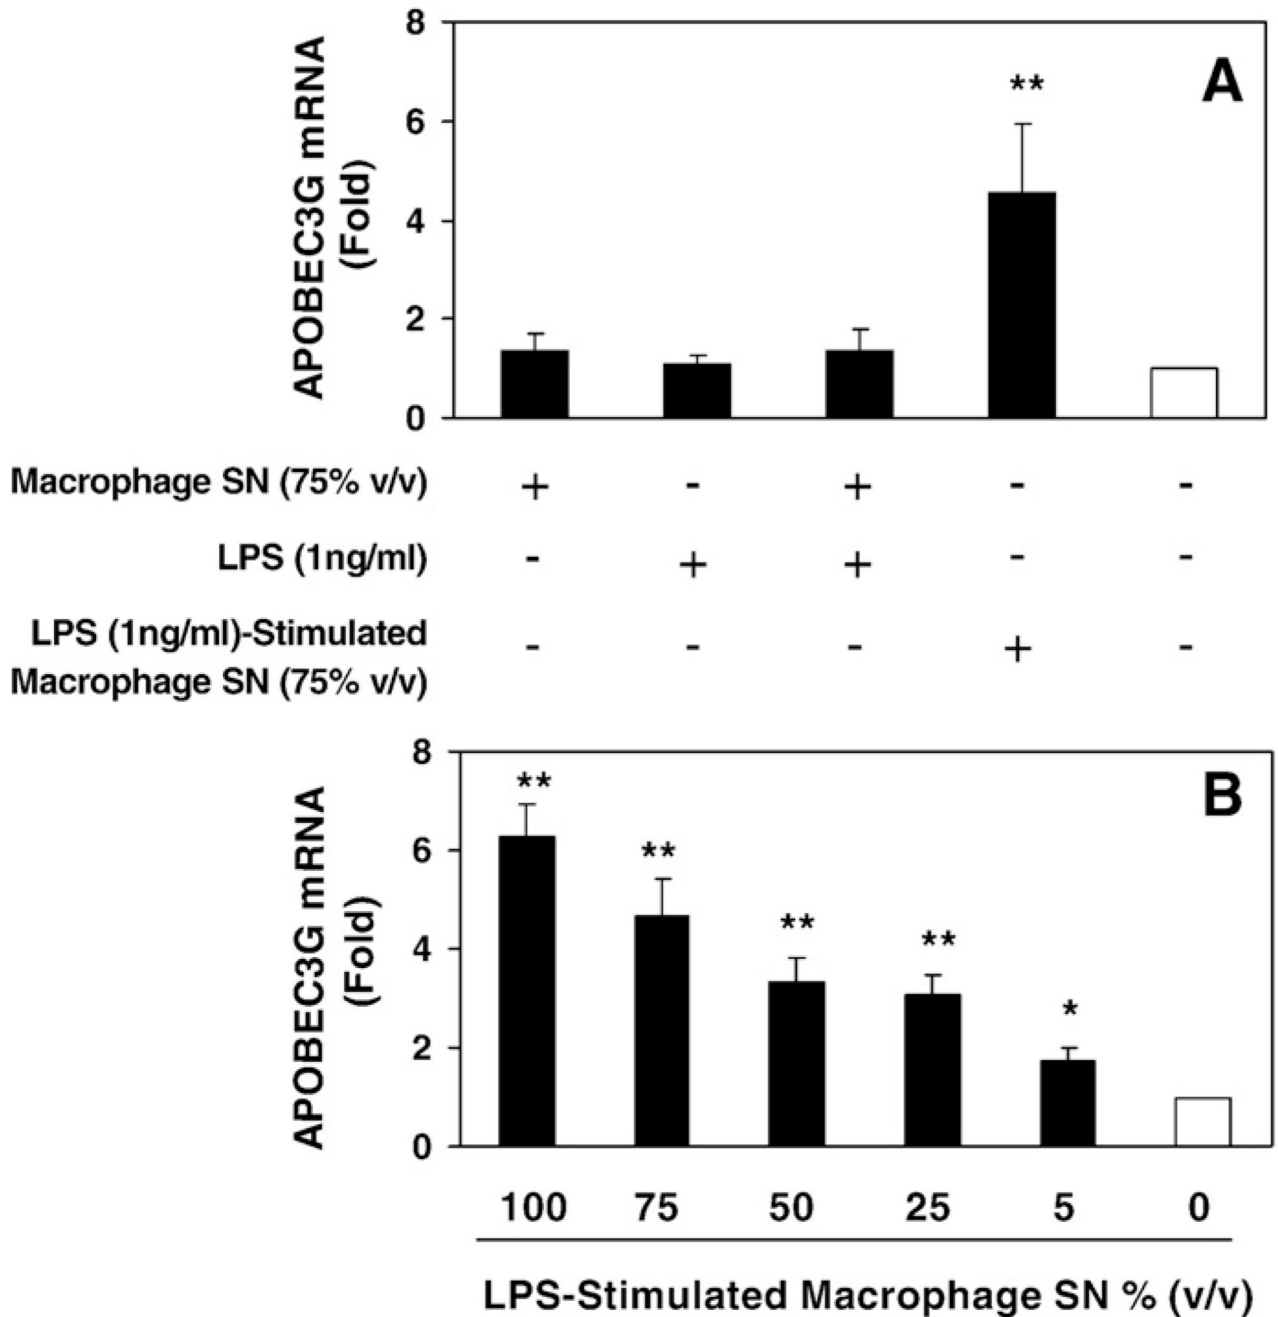 A
APOBEC3G mRNA
(Fold)
8
6
4
2
0
**
Macrophage SN (75% v/v) + - + - -
LPS (1ng/ml) - + + - -
LPS (1ng/ml)-Stimulated
Macrophage SN (75% v/v) - - - + -
B
APOBEC3G mRNA
(Fold)
8
6
4
2
0
** ** ** ** *
100 75 50 25 5 0
LPS-Stimulated Macrophage SN % (v/v)